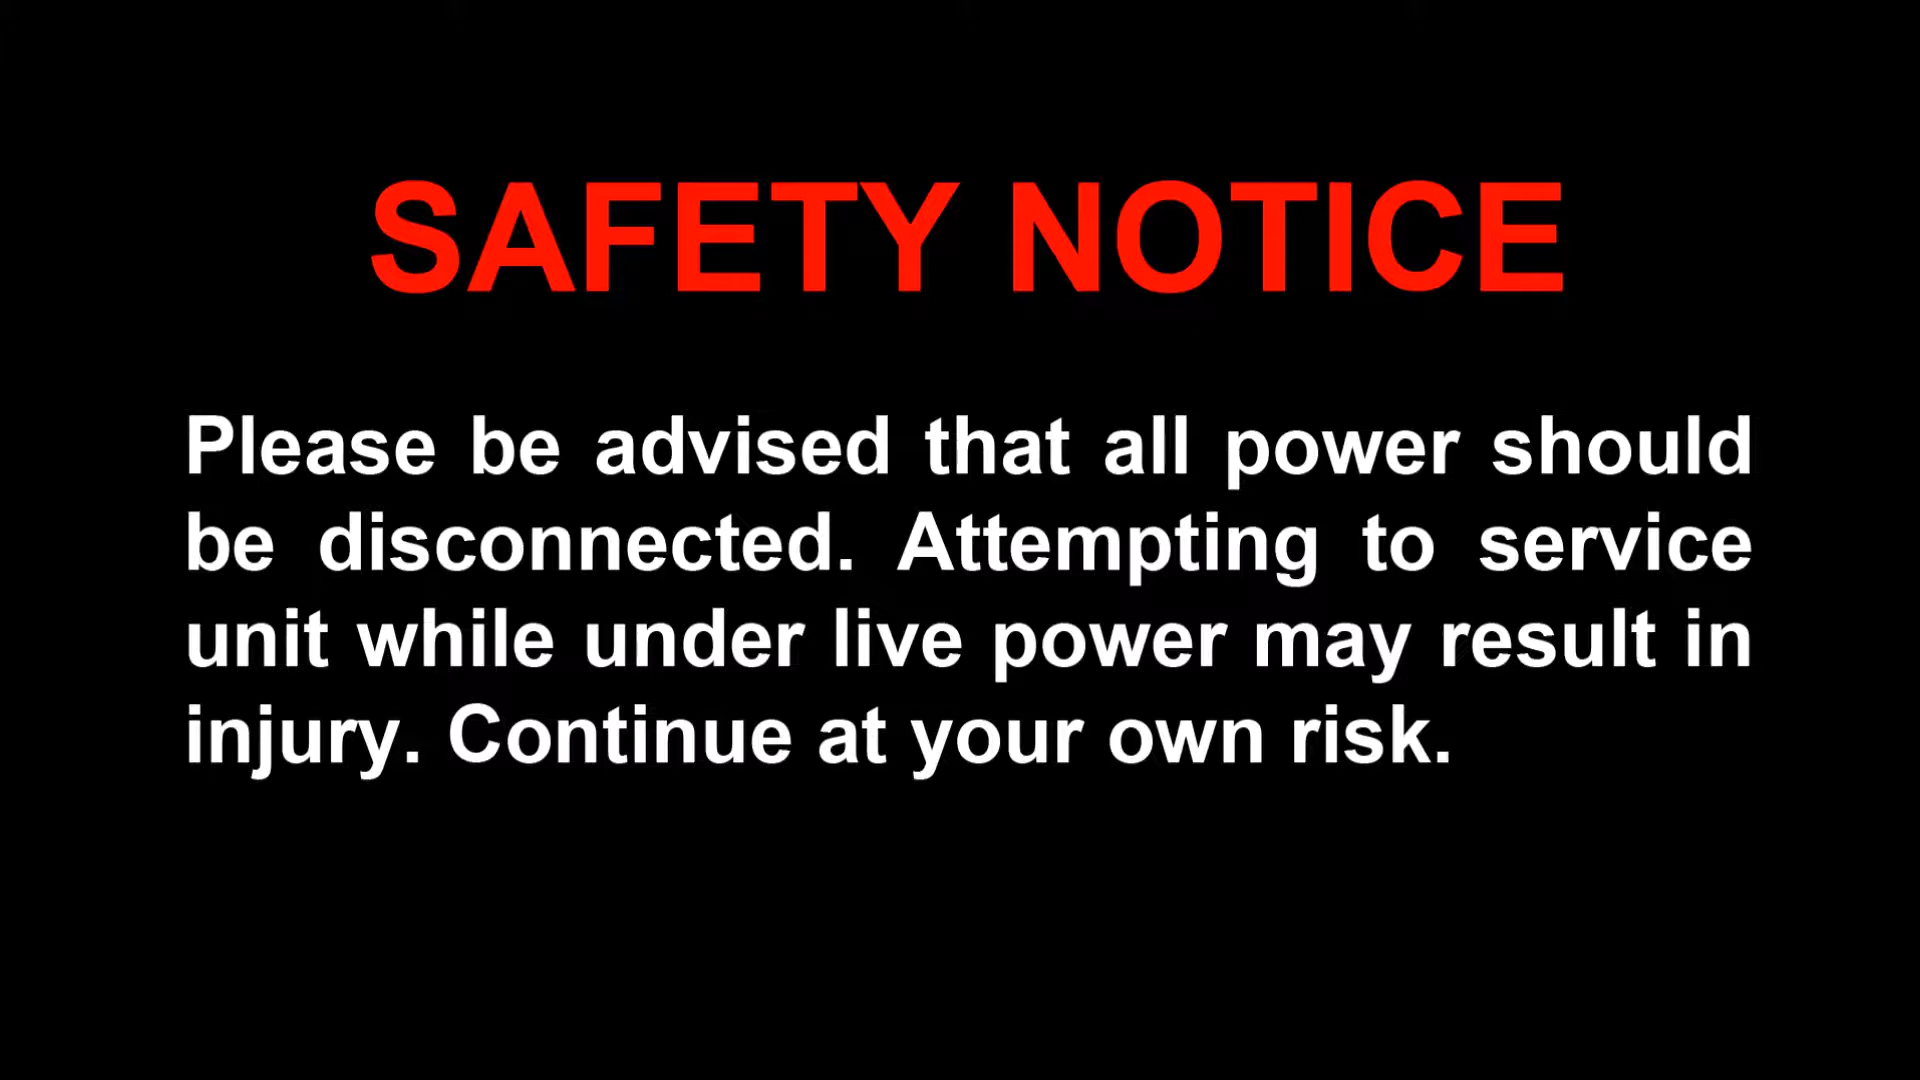 SAFETY NOTICE
Please be advised that all power should
be disconnected. Attempting to service
unit while under live power may result in
injury. Continue at your own risk.